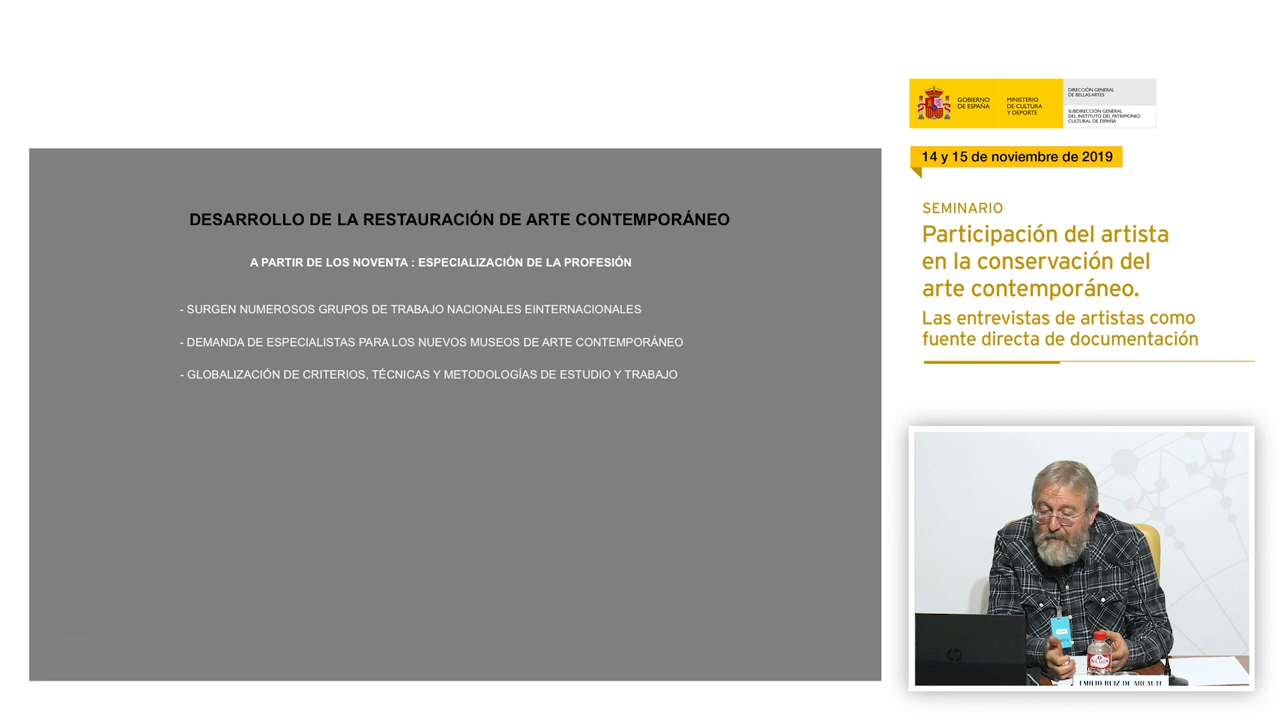 GOBIERNO
DE ESPAÑA
MINISTERIO
DE CULTURA
Y DEPORTE
DIRECCIÓN GENERAL
DE BELLAS ARTES
SUBDIRECCIÓN GENERAL
DEL INSTITUTO DEL PATRIMONIO
CULTURAL DE ESPAÑA
14 y 15 de noviembre de 2019
SEMINARIO
Participación del artista
en la conservación del
arte contemporáneo.
Las entrevistas de artistas como
fuente directa de documentación
DESARROLLO DE LA RESTAURACIÓN DE ARTE CONTEMPORÁNEO
A PARTIR DE LOS NOVENTA : ESPECIALIZACIÓN DE LA PROFESIÓN
- SURGEN NUMEROSOS GRUPOS DE TRABAJO NACIONALES EINTERNACIONALES
- DEMANDA DE ESPECIALISTAS PARA LOS NUEVOS MUSEOS DE ARTE CONTEMPORÁNEO
- GLOBALIZACIÓN DE CRITERIOS, TÉCNICAS Y METODOLOGÍAS DE ESTUDIO Y TRABAJO
hp
EMILIO RUIZ DE ARCAUTE